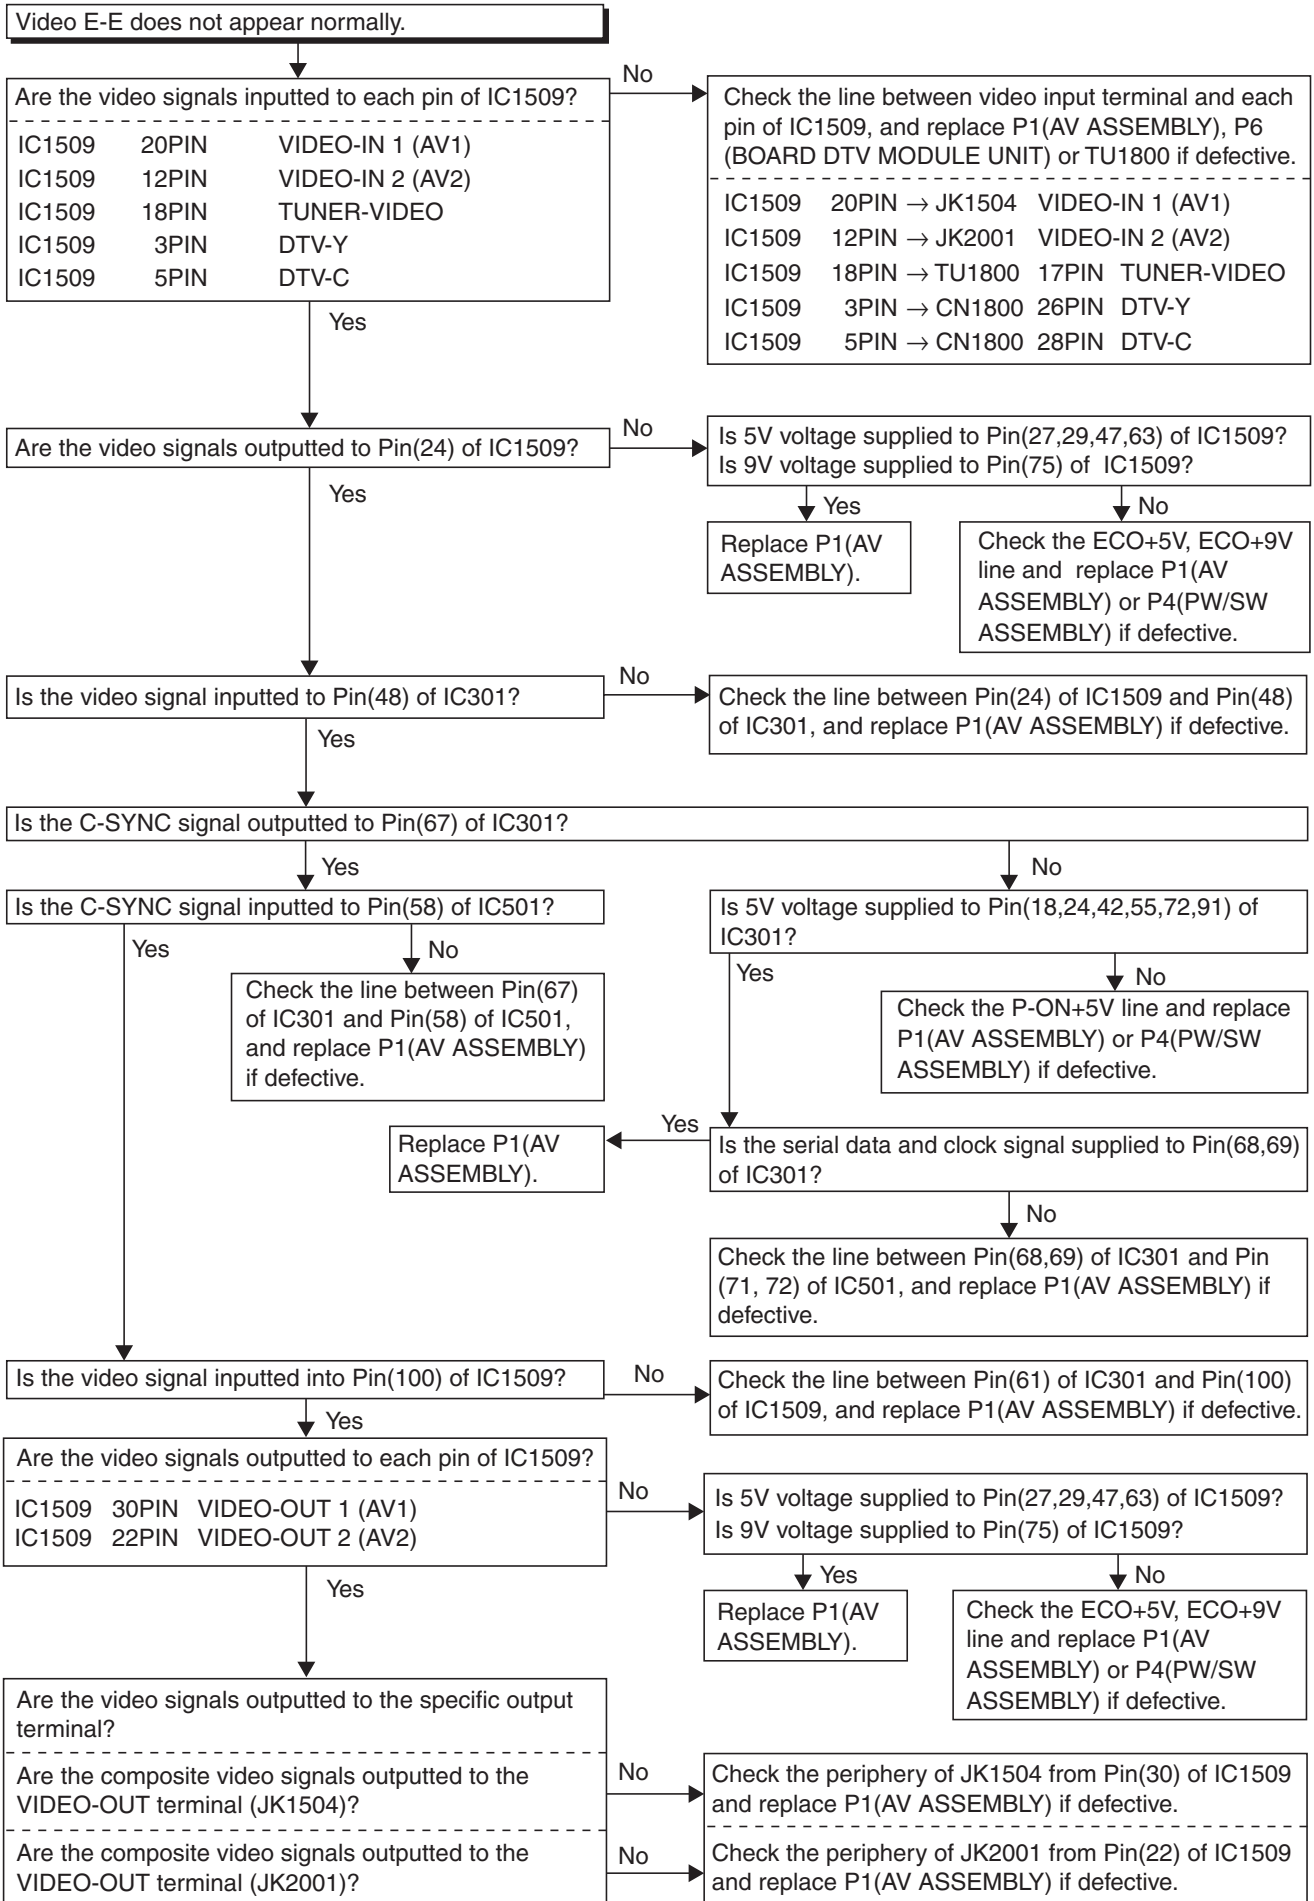 Video E-E does not appear normally.
Are the video signals inputted to each pin of IC1509?
IC1509 20PIN VIDEO-IN 1 (AV1)
IC1509 12PIN VIDEO-IN 2 (AV2)
IC1509 18PIN TUNER-VIDEO
IC1509 3PIN DTV-Y
IC1509 5PIN DTV-C
No
Check the line between video input terminal and each
pin of IC1509, and replace P1(AV ASSEMBLY), P6
(BOARD DTV MODULE UNIT) or TU1800 if defective.
IC1509 20PIN → JK1504 VIDEO-IN 1 (AV1)
IC1509 12PIN → JK2001 VIDEO-IN 2 (AV2)
IC1509 18PIN → TU1800 17PIN TUNER-VIDEO
IC1509 3PIN → CN1800 26PIN DTV-Y
IC1509 5PIN → CN1800 28PIN DTV-C
Yes
Are the video signals outputted to Pin(24) of IC1509?
No
Is 5V voltage supplied to Pin(27,29,47,63) of IC1509?
Is 9V voltage supplied to Pin(75) of IC1509?
Yes
Replace P1(AV
ASSEMBLY).
No
Check the ECO+5V, ECO+9V
line and replace P1(AV
ASSEMBLY) or P4(PW/SW
ASSEMBLY) if defective.
Yes
Is the video signal inputted to Pin(48) of IC301?
No
Check the line between Pin(24) of IC1509 and Pin(48)
of IC301, and replace P1(AV ASSEMBLY) if defective.
Yes
Is the C-SYNC signal outputted to Pin(67) of IC301?
Yes
Is the C-SYNC signal inputted to Pin(58) of IC501?
Yes
No
Check the line between Pin(67)
of IC301 and Pin(58) of IC501,
and replace P1(AV ASSEMBLY)
if defective.
No
Is 5V voltage supplied to Pin(18,24,42,55,72,91) of
IC301?
Yes
No
Check the P-ON+5V line and replace
P1(AV ASSEMBLY) or P4(PW/SW
ASSEMBLY) if defective.
Is the serial data and clock signal supplied to Pin(68,69)
of IC301?
Yes
Replace P1(AV
ASSEMBLY).
No
Check the line between Pin(68,69) of IC301 and Pin
(71, 72) of IC501, and replace P1(AV ASSEMBLY) if
defective.
Is the video signal inputted into Pin(100) of IC1509?
No
Check the line between Pin(61) of IC301 and Pin(100)
of IC1509, and replace P1(AV ASSEMBLY) if defective.
Yes
Are the video signals outputted to each pin of IC1509?
IC1509 30PIN VIDEO-OUT 1 (AV1)
IC1509 22PIN VIDEO-OUT 2 (AV2)
No
Is 5V voltage supplied to Pin(27,29,47,63) of IC1509?
Is 9V voltage supplied to Pin(75) of IC1509?
Yes
Replace P1(AV
ASSEMBLY).
No
Check the ECO+5V, ECO+9V
line and replace P1(AV
ASSEMBLY) or P4(PW/SW
ASSEMBLY) if defective.
Yes
Are the video signals outputted to the specific output
terminal?
Are the composite video signals outputted to the
VIDEO-OUT terminal (JK1504)?
No
Check the periphery of JK1504 from Pin(30) of IC1509
and replace P1(AV ASSEMBLY) if defective.
Are the composite video signals outputted to the
VIDEO-OUT terminal (JK2001)?
No
Check the periphery of JK2001 from Pin(22) of IC1509
and replace P1(AV ASSEMBLY) if defective.